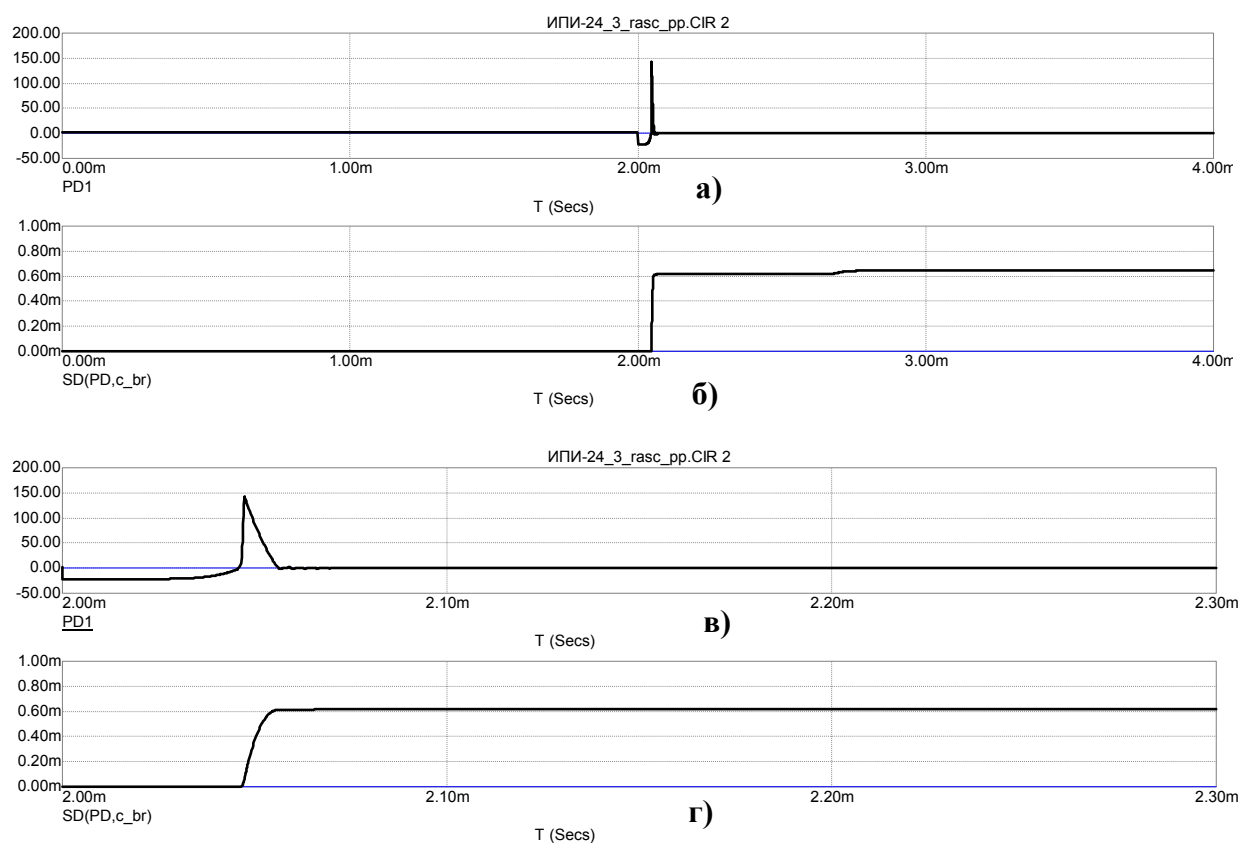 ИПИ-24_3_rasc_pp.CIR 2
200.00
150.00
100.00
50.00
0.00
-50.00
0.00m 1.00m 2.00m 3.00m 4.00m
PD1
а)
T (Secs)
1.00m
0.80m
0.60m
0.40m
0.20m
0.00m
0.00m 1.00m 2.00m 3.00m 4.00m
SD(PD,c_br)
T (Secs)
б)
ИПИ-24_3_rasc_pp.CIR 2
200.00
150.00
100.00
50.00
0.00
-50.00
2.00m 2.10m 2.20m 2.30m
PD1
в)
T (Secs)
1.00m
0.80m
0.60m
0.40m
0.20m
0.00m
2.00m 2.10m 2.20m 2.30m
SD(PD,c_br)
г)
T (Secs)